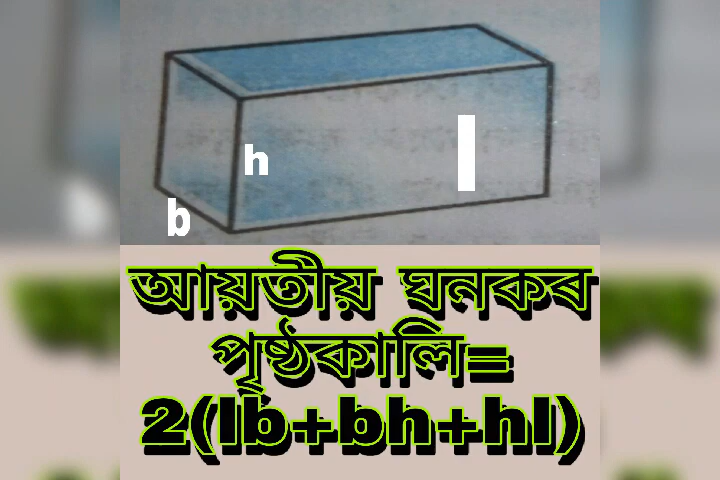 h
l
b
আয়তীয় ঘনকৰ
পৃষ্ঠকালি=
2(lb+bh+hl)